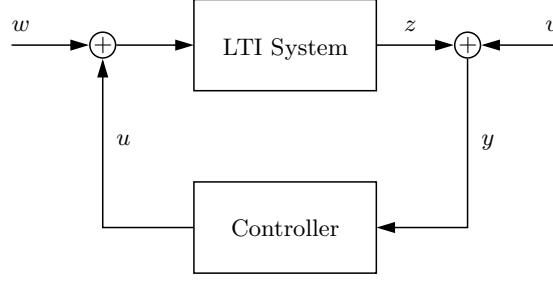 w
z
LTI System
+
+
u
y
Controller